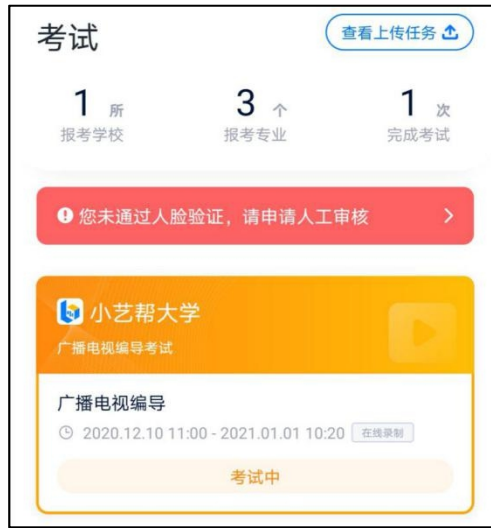 考试
查看上传任务
1 所 3 个 1 次
报考学校 报考专业 完成考试
您未通过人脸验证，请申请人工审核
小艺帮大学
广播电视编导考试
广播电视编导
2020.12.10 11:00 - 2021.01.01 10:20 在线录制
考试中